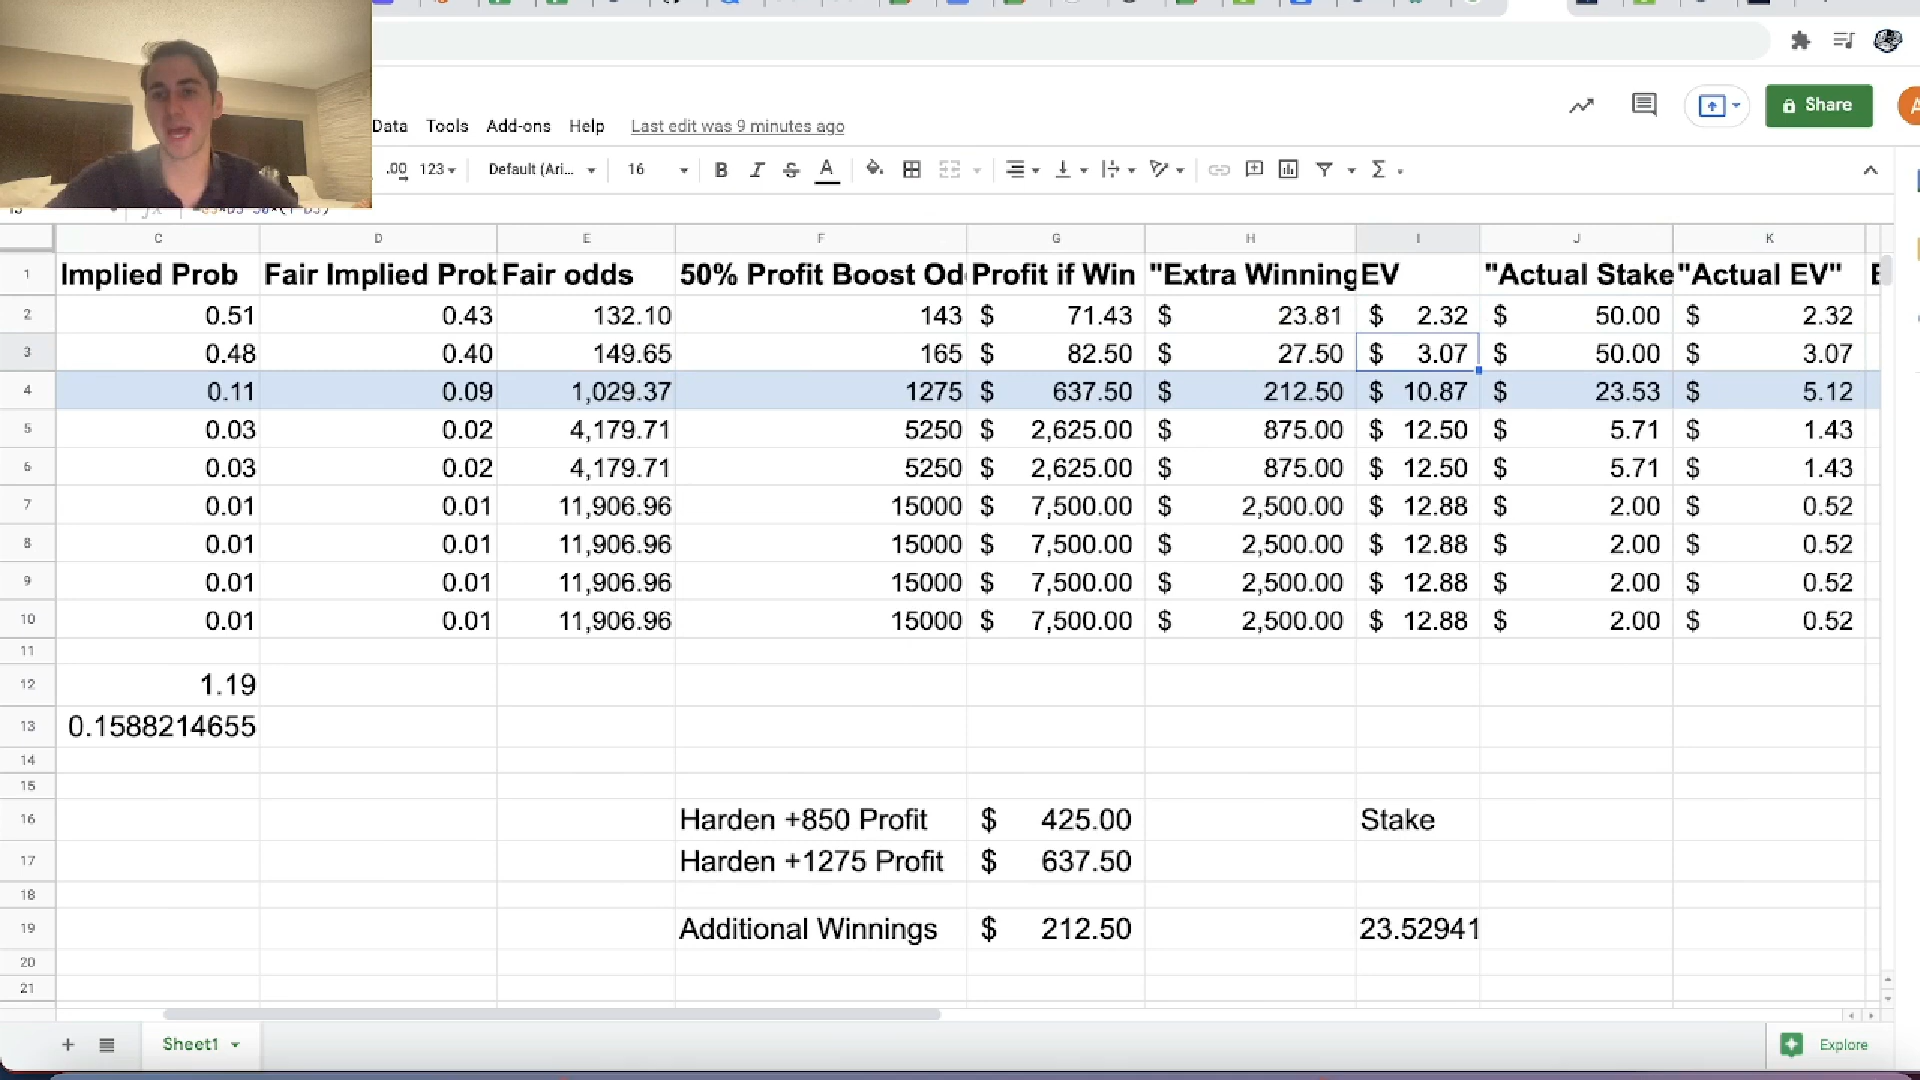 Data Tools Add-ons Help Last edit was 9 minutes ago
Share
.00 123 Default (Ari... 16 B I S A Σ
C D E F G H I J K
1 Implied Prob Fair Implied Prob Fair odds 50% Profit Boost Od Profit if Win "Extra Winning EV "Actual Stake "Actual EV"
2 0.51 0.43 132.10 143 $ 71.43 $ 23.81 $ 2.32 $ 50.00 $ 2.32
3 0.48 0.40 149.65 165 $ 82.50 $ 27.50 $ 3.07 $ 50.00 $ 3.07
4 0.11 0.09 1,029.37 1275 $ 637.50 $ 212.50 $ 10.87 $ 23.53 $ 5.12
5 0.03 0.02 4,179.71 5250 $ 2,625.00 $ 875.00 $ 12.50 $ 5.71 $ 1.43
6 0.03 0.02 4,179.71 5250 $ 2,625.00 $ 875.00 $ 12.50 $ 5.71 $ 1.43
7 0.01 0.01 11,906.96 15000 $ 7,500.00 $ 2,500.00 $ 12.88 $ 2.00 $ 0.52
8 0.01 0.01 11,906.96 15000 $ 7,500.00 $ 2,500.00 $ 12.88 $ 2.00 $ 0.52
9 0.01 0.01 11,906.96 15000 $ 7,500.00 $ 2,500.00 $ 12.88 $ 2.00 $ 0.52
10 0.01 0.01 11,906.96 15000 $ 7,500.00 $ 2,500.00 $ 12.88 $ 2.00 $ 0.52
11
12 1.19
13 0.1588214655
14
15
16 Harden +850 Profit $ 425.00 Stake
17 Harden +1275 Profit $ 637.50
18
19 Additional Winnings $ 212.50 23.52941
20
21
+ Sheet1 Explore